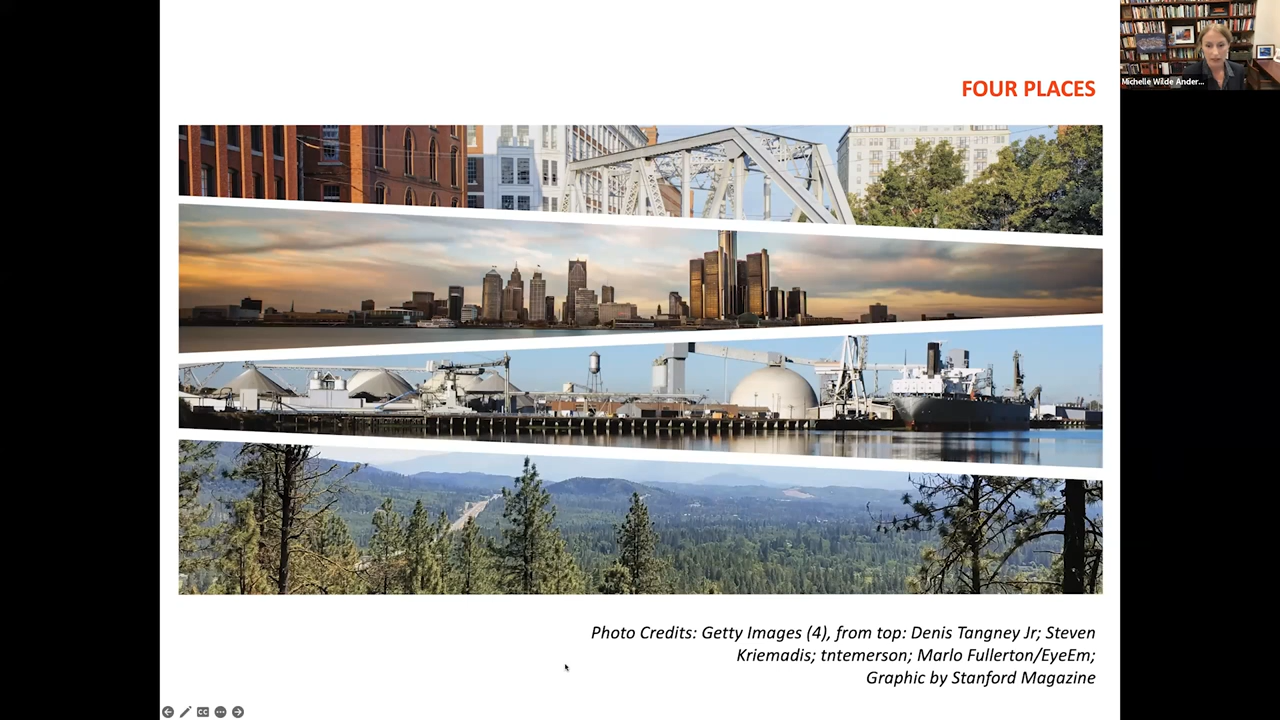 Michelle Wilde Ander...
FOUR PLACES
Photo Credits: Getty Images (4), from top: Denis Tangney Jr; Steven
Kriemadis; tntemerson; Marlo Fullerton/EyeEm;
Graphic by Stanford Magazine
CC